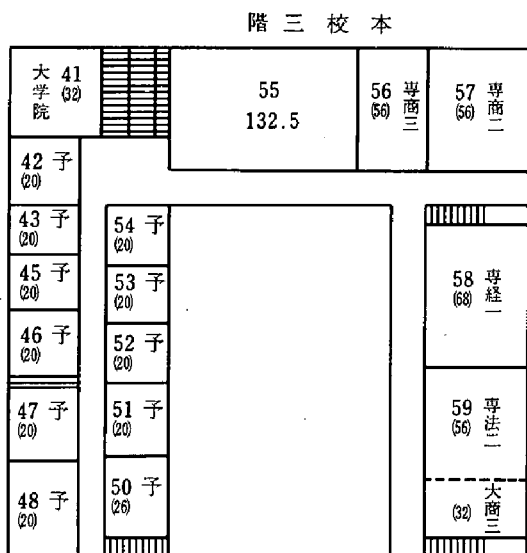 階三校本
大学院 41
(32)
55
132.5
56 専商三
(56)
57 専商二
(56)
42 予
(20)
43 予
(20)
45 予
(20)
46 予
(20)
47 予
(20)
48 予
(20)
54 予
(20)
53 予
(20)
52 予
(20)
51 予
(20)
50 予
(26)
58 専経一
(68)
59 専法二
(56)
(32) 大商三